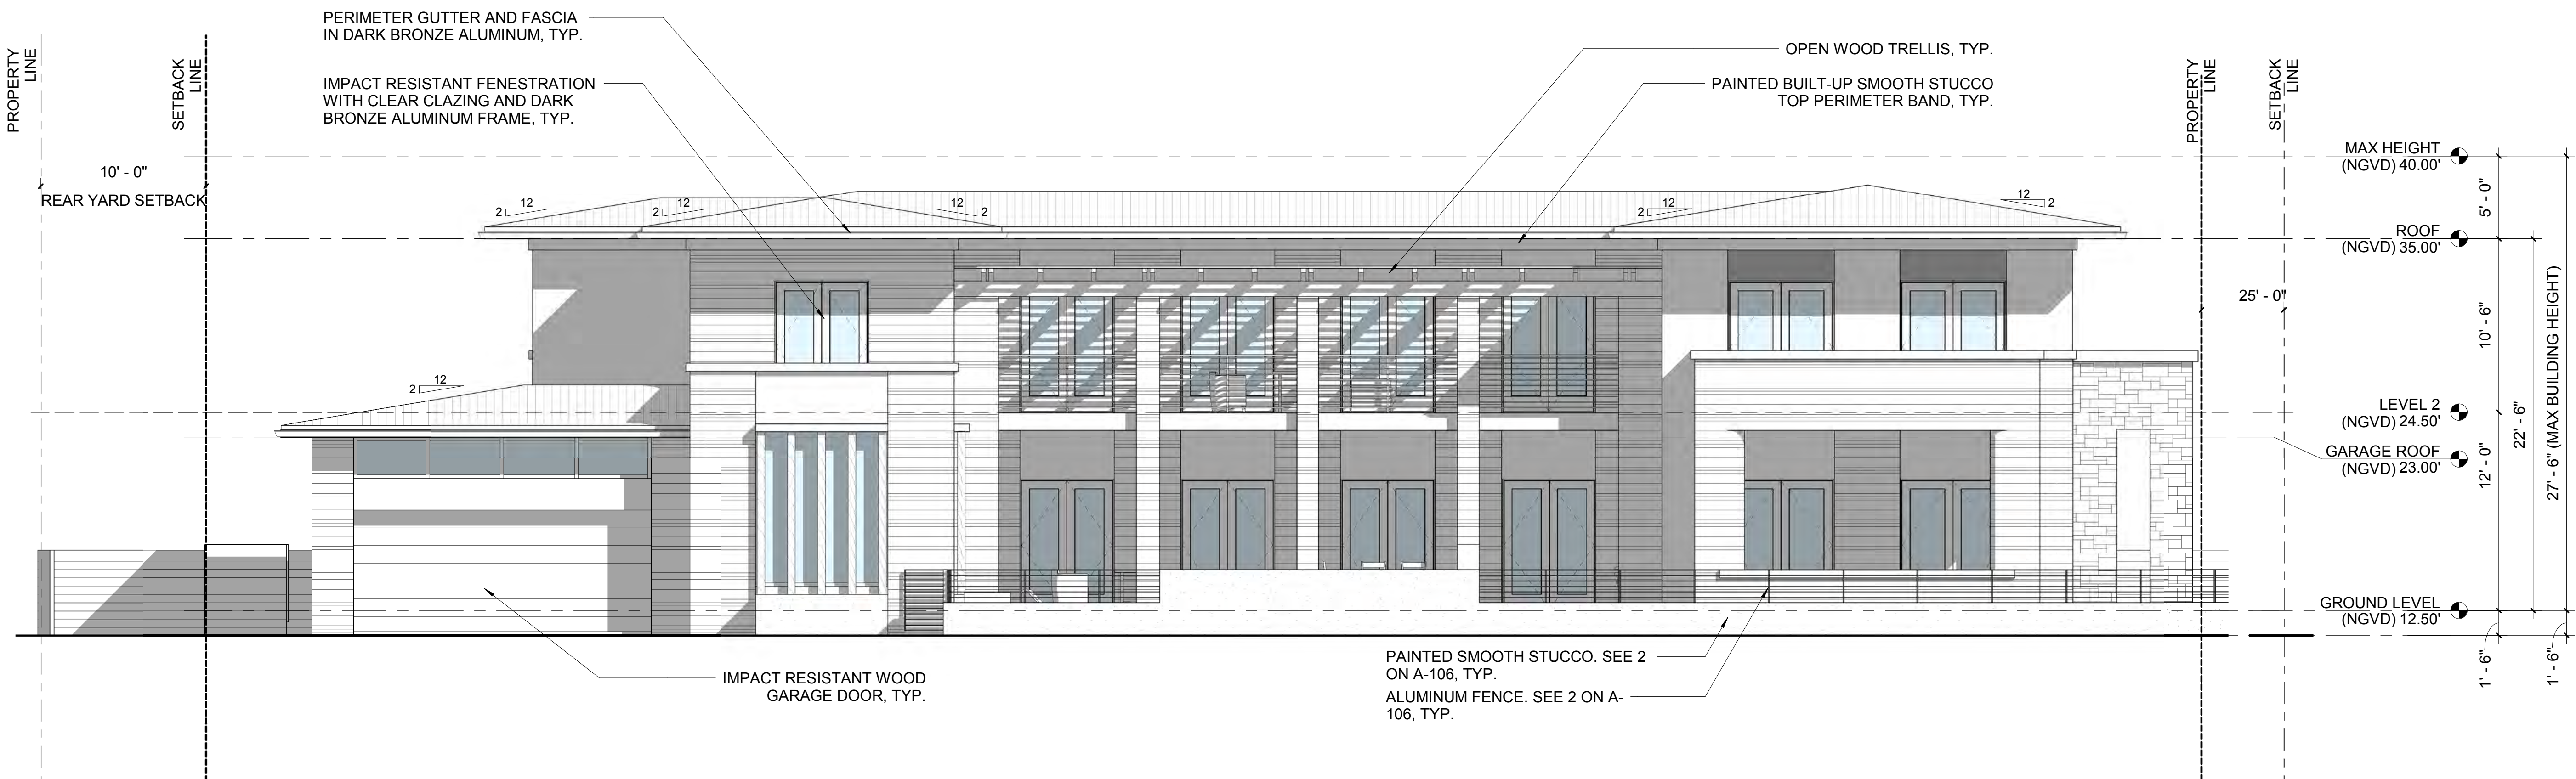 PERIMETER GUTTER AND FASCIA
IN DARK BRONZE ALUMINUM, TYP.
IMPACT RESISTANT FENESTRATION
WITH CLEAR CLAZING AND DARK
BRONZE ALUMINUM FRAME, TYP.
OPEN WOOD TRELLIS, TYP.
PAINTED BUILT-UP SMOOTH STUCCO
TOP PERIMETER BAND, TYP.
PROPERTY
LINE
SETBACK
LINE
10' - 0"
REAR YARD SETBACK
PROPERTY
LINE
SETBACK
LINE
25' - 0"
12
2
12
2
12
2
12
2
12
2
12
2
MAX HEIGHT
(NGVD) 40.00'
ROOF
(NGVD) 35.00'
LEVEL 2
(NGVD) 24.50'
GARAGE ROOF
(NGVD) 23.00'
GROUND LEVEL
(NGVD) 12.50'
5' - 0"
10' - 6"
12' - 0"
1' - 6"
22' - 6"
27' - 6" (MAX BUILDING HEIGHT)
1' - 6"
IMPACT RESISTANT WOOD
GARAGE DOOR, TYP.
PAINTED SMOOTH STUCCO. SEE 2
ON A-106, TYP.
ALUMINUM FENCE. SEE 2 ON A-
106, TYP.